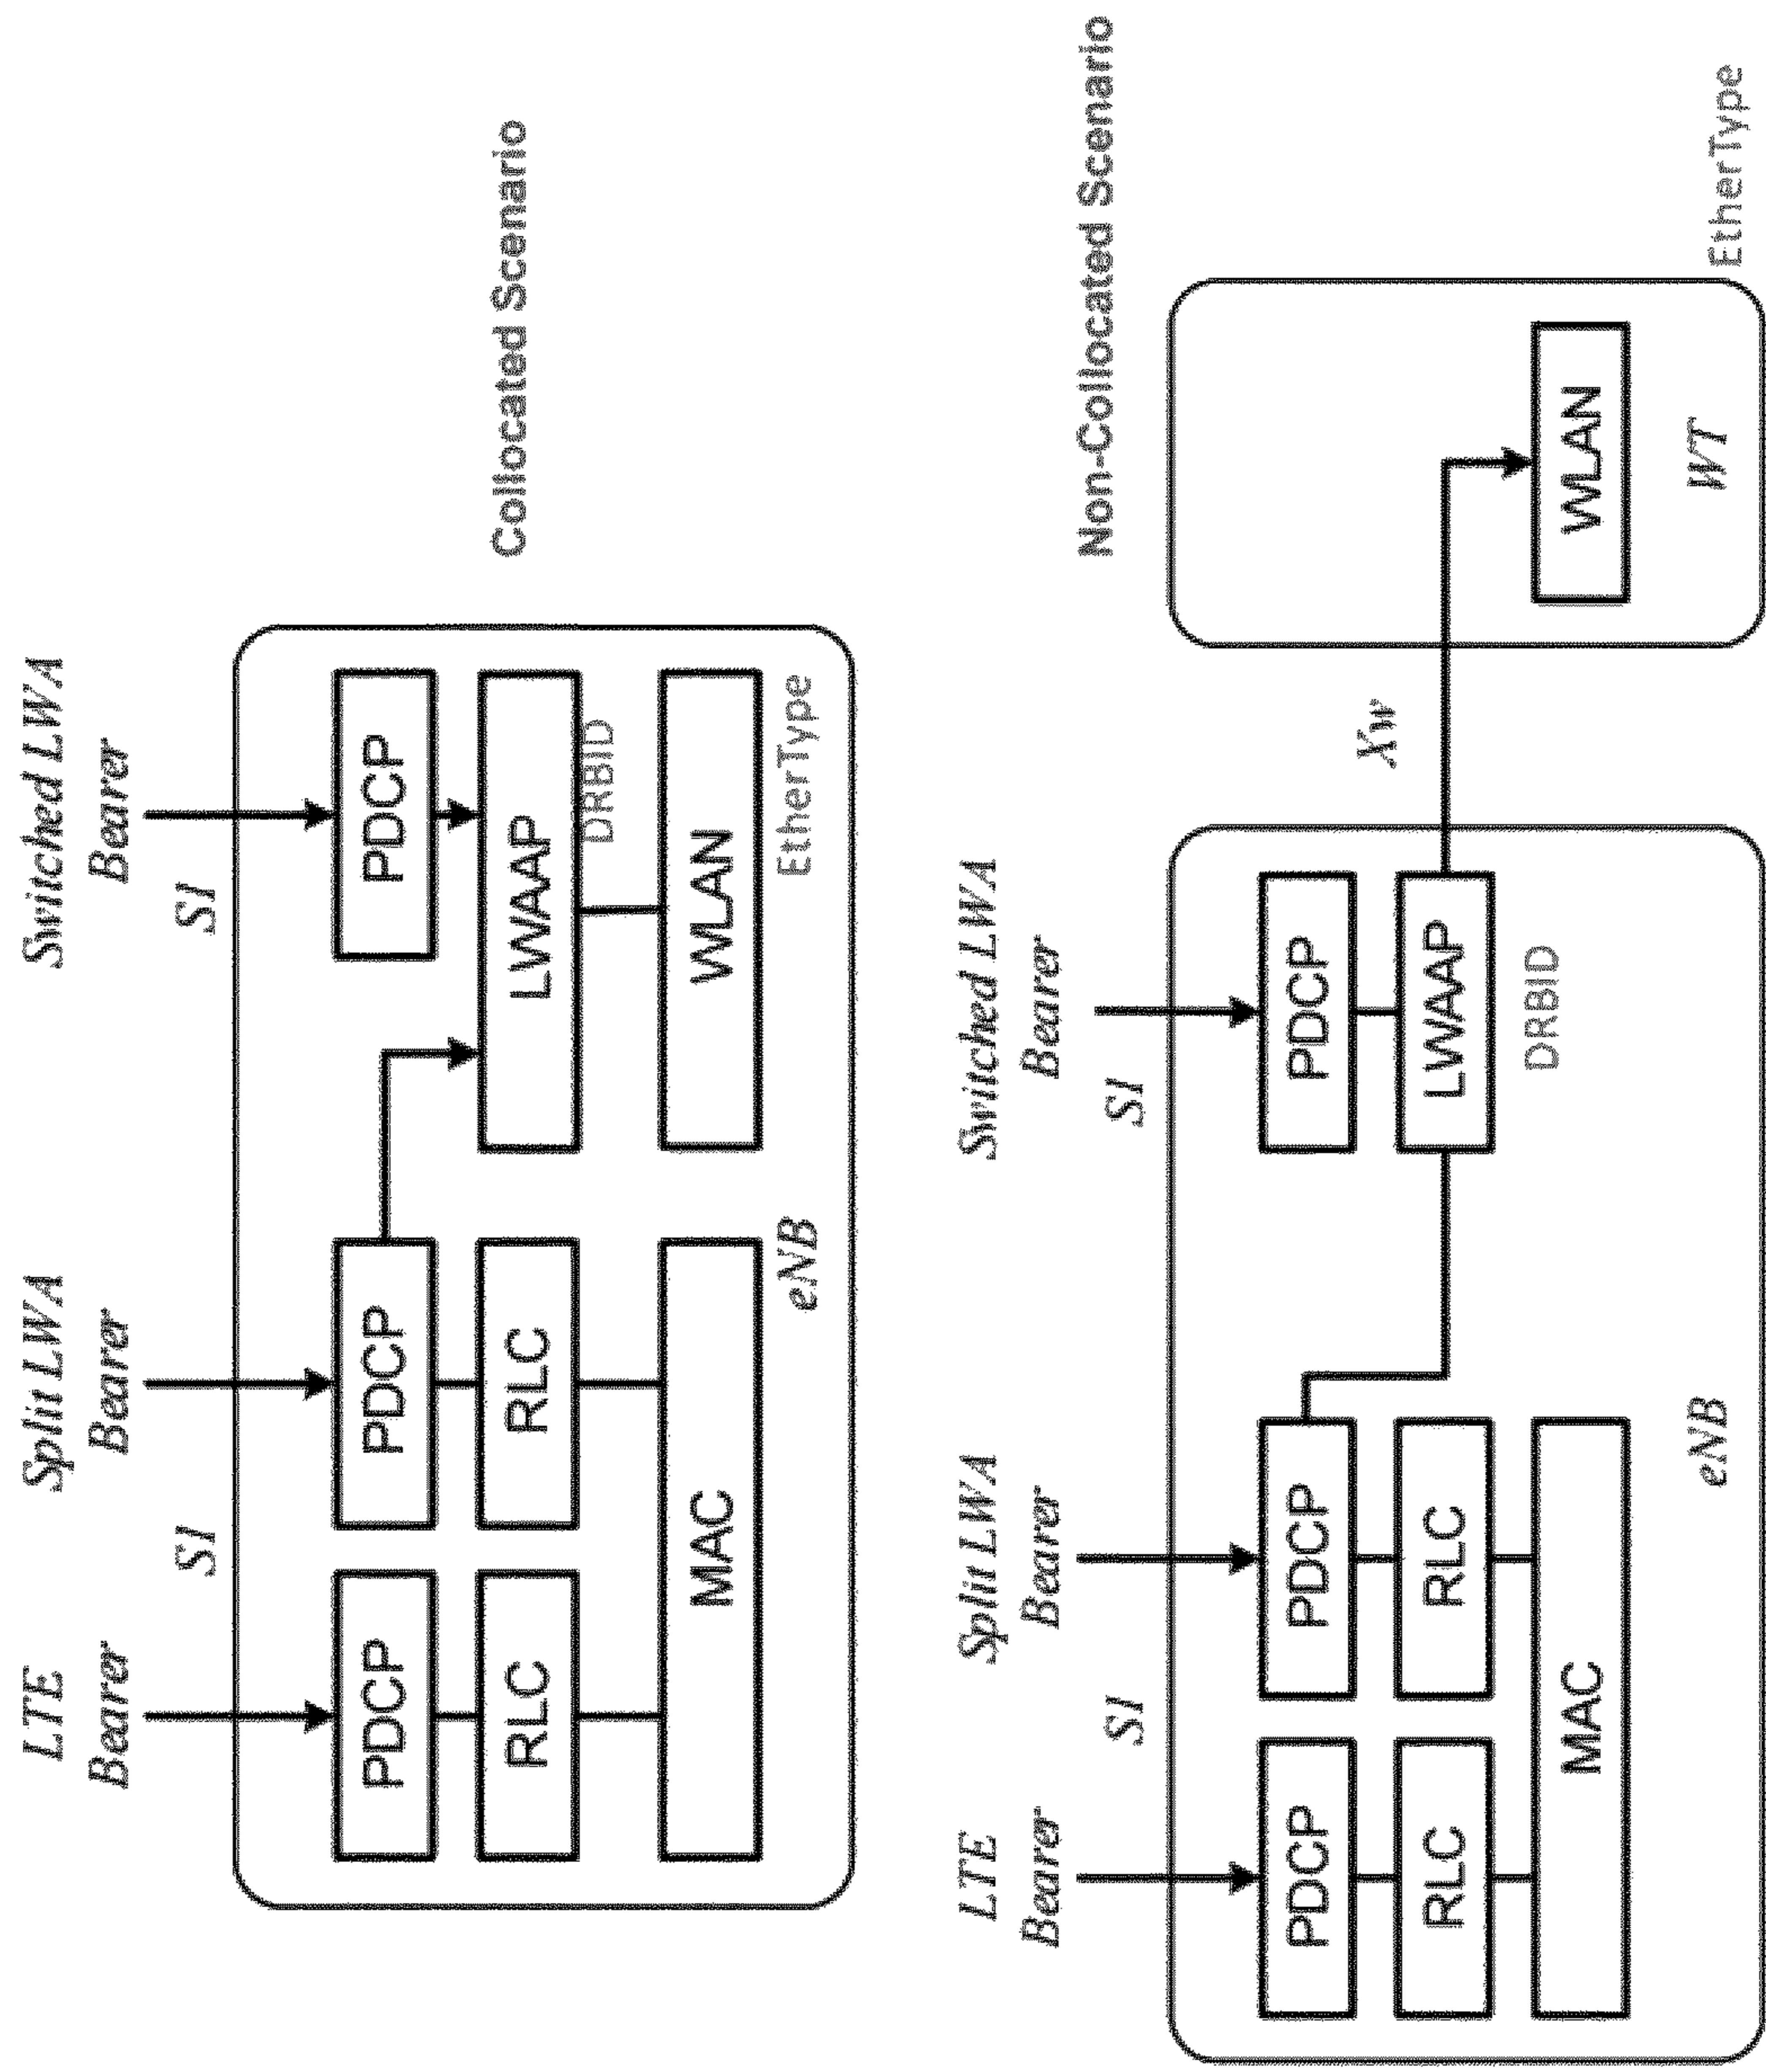 LTE
Bearer
Split LWA
Bearer
Switched LWA
Bearer
S1
S1
PDCP
PDCP
PDCP
RLC
RLC
LWAAP
DRBID
MAC
WLAN
eNB
EtherType
Collocated Scenario
LTE
Bearer
Split LWA
Bearer
Switched LWA
Bearer
S1
S1
Non-Collocated Scenario
PDCP
PDCP
PDCP
Xw
RLC
RLC
LWAAP
DRBID
MAC
WLAN
eNB
WT
EtherType